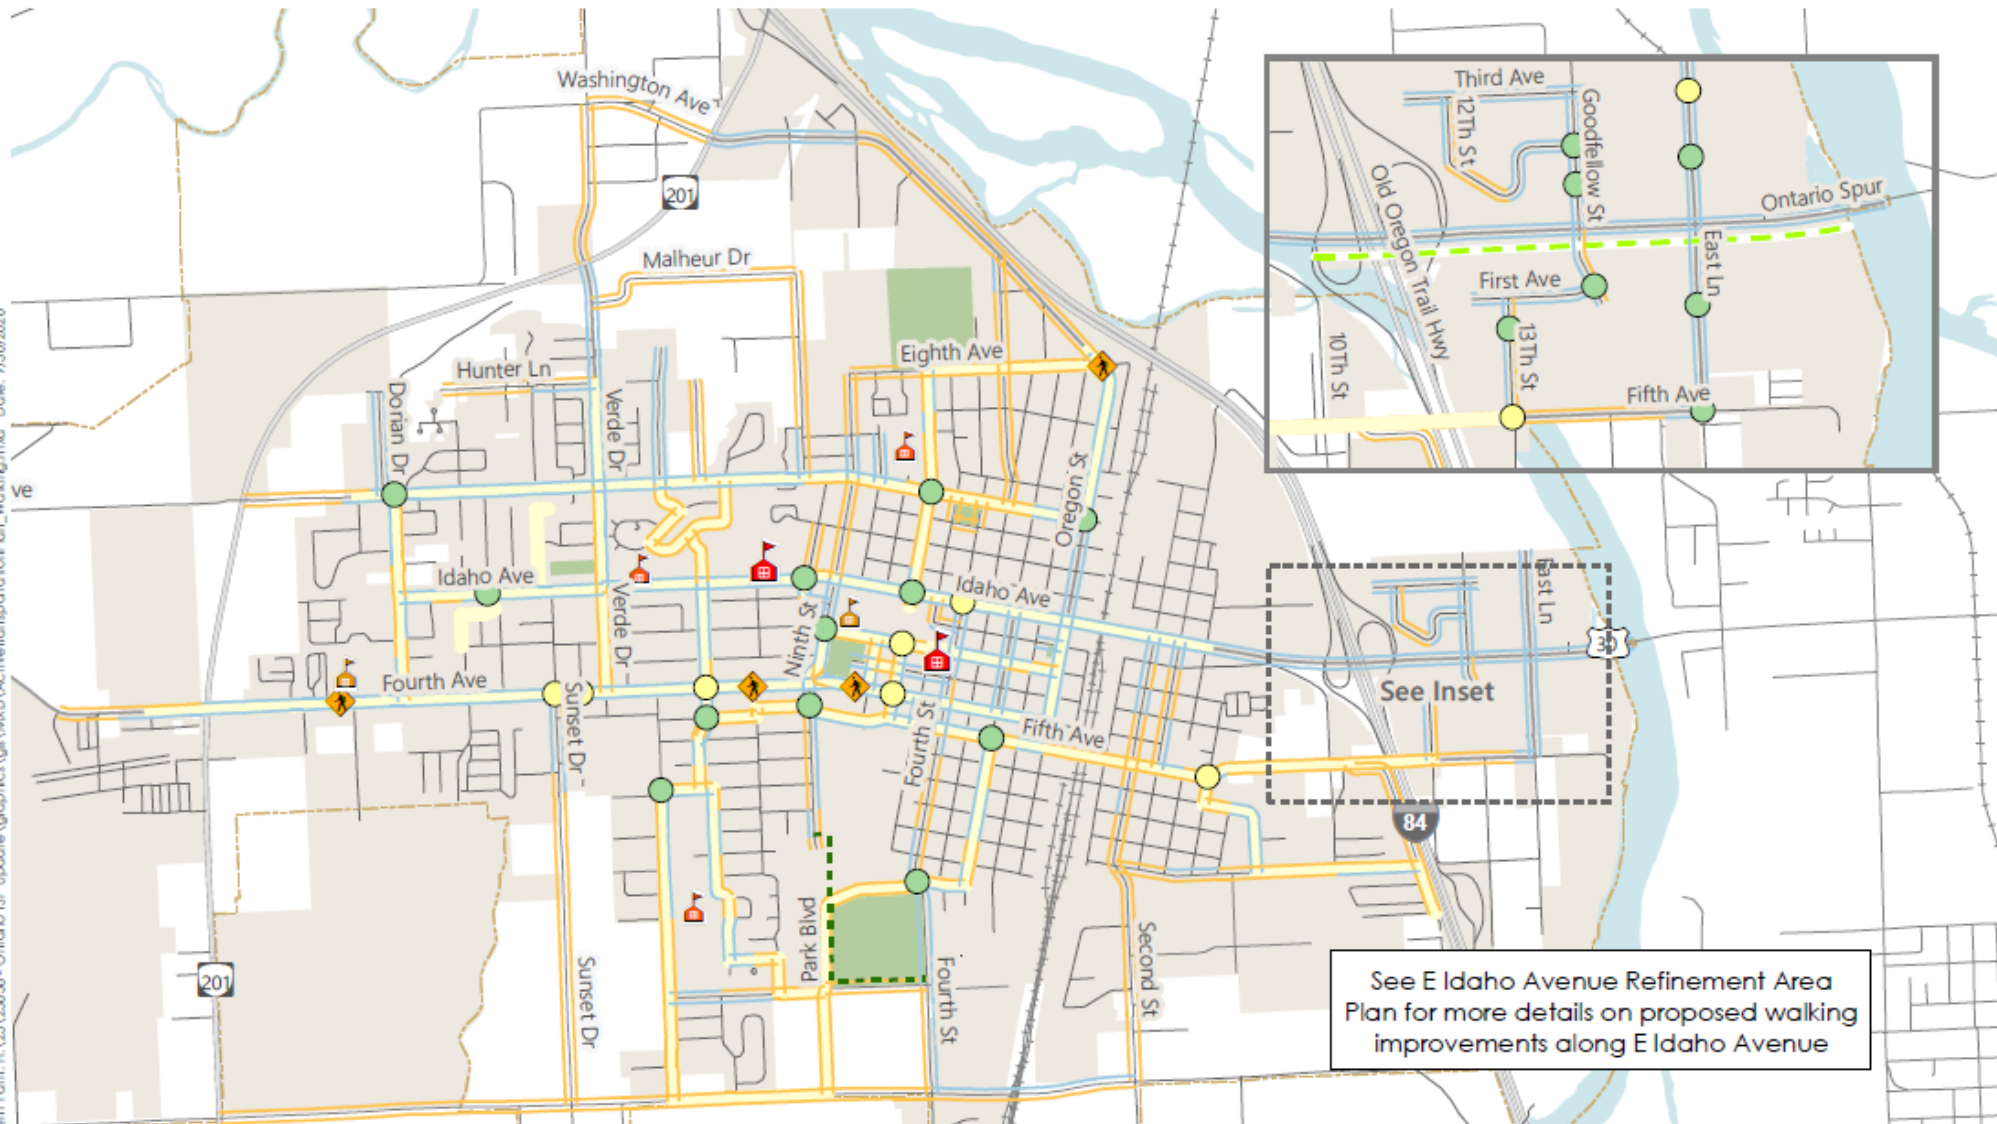 Washington Ave
201
Malheur Dr
Third Ave
12Th St
Goodfellow St
Old Oregon Trail Hwy
Ontario Spur
East Ln
First Ave
10Th St
13Th St
Fifth Ave
Eighth Ave
Hunter Ln
Dorian Dr
Verde Dr
ve
Oregon St
Idaho Ave
Idaho Ave
Verde Dr
Ninth St
East Ln
30
See Inset
Fourth Ave
Sunset Dr
Fourth St
Fifth Ave
84
Park Blvd
Second St
201
Sunset Dr
Fourth St
See E Idaho Avenue Refinement Area
Plan for more details on proposed walking
improvements along E Idaho Avenue